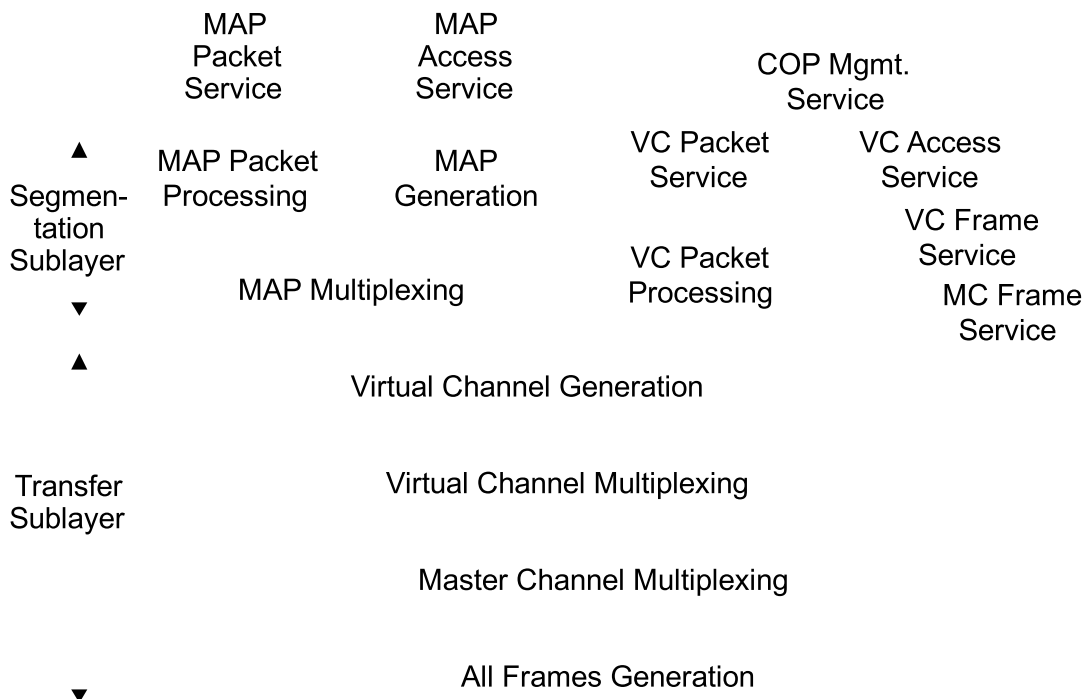 MAP
Packet
Service
MAP
Access
Service
COP Mgmt.
Service
VC Packet
Service
VC Access
Service
VC Frame
Service
MC Frame
Service
Segmen-
tation
Sublayer
MAP Packet
Processing
MAP
Generation
MAP Multiplexing
VC Packet
Processing
Transfer
Sublayer
Virtual Channel Generation
Virtual Channel Multiplexing
Master Channel Multiplexing
All Frames Generation